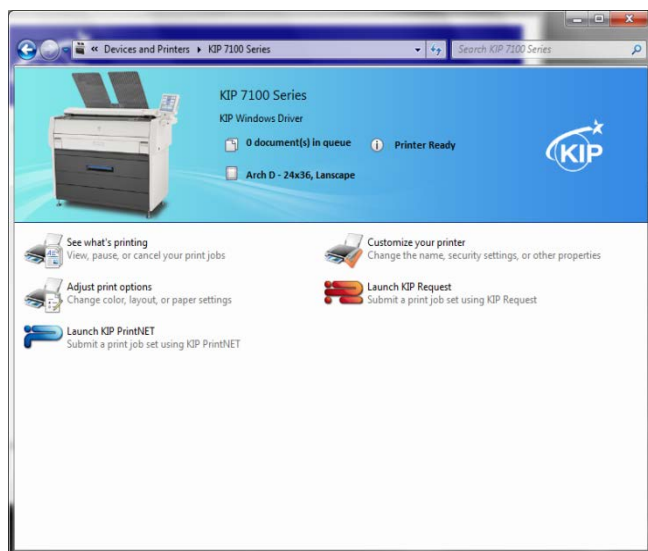 « Devices and Printers ▸ KIP 7100 Series
Search KIP 7100 Series
KIP 7100 Series
KIP Windows Driver
0 document(s) in queue
Printer Ready
Arch D - 24x36, Lanscape
KIP
See what's printing
View, pause, or cancel your print jobs
Customize your printer
Change the name, security settings, or other properties
Adjust print options
Change color, layout, or paper settings
Launch KIP Request
Submit a print job set using KIP Request
Launch KIP PrintNET
Submit a print job set using KIP PrintNET